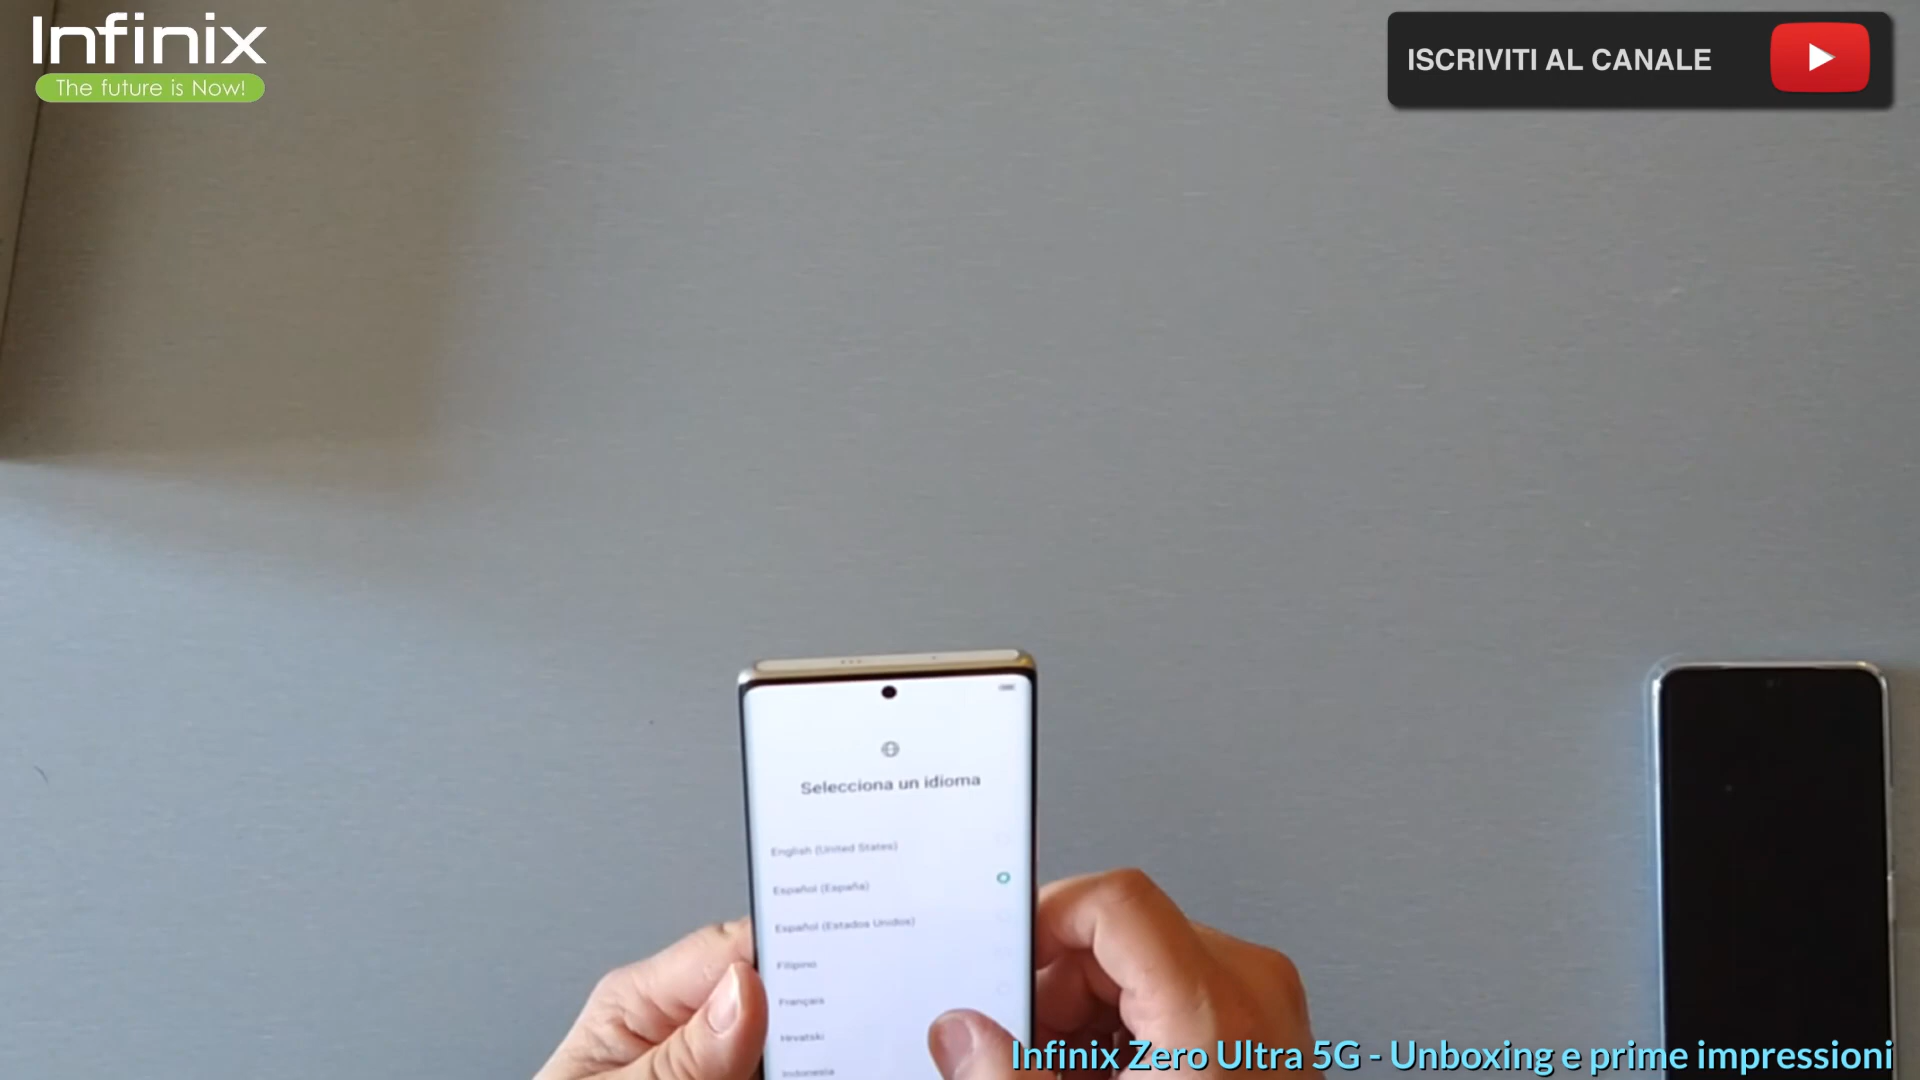 Infinix
The future is Now!
ISCRIVITI AL CANALE
Selecciona un idioma
English (United States)
Español (España)
Español (Estados Unidos)
Filipino
Français
Hrvatski
Indonesia
Infinix Zero Ultra 5G - Unboxing e prime impressioni